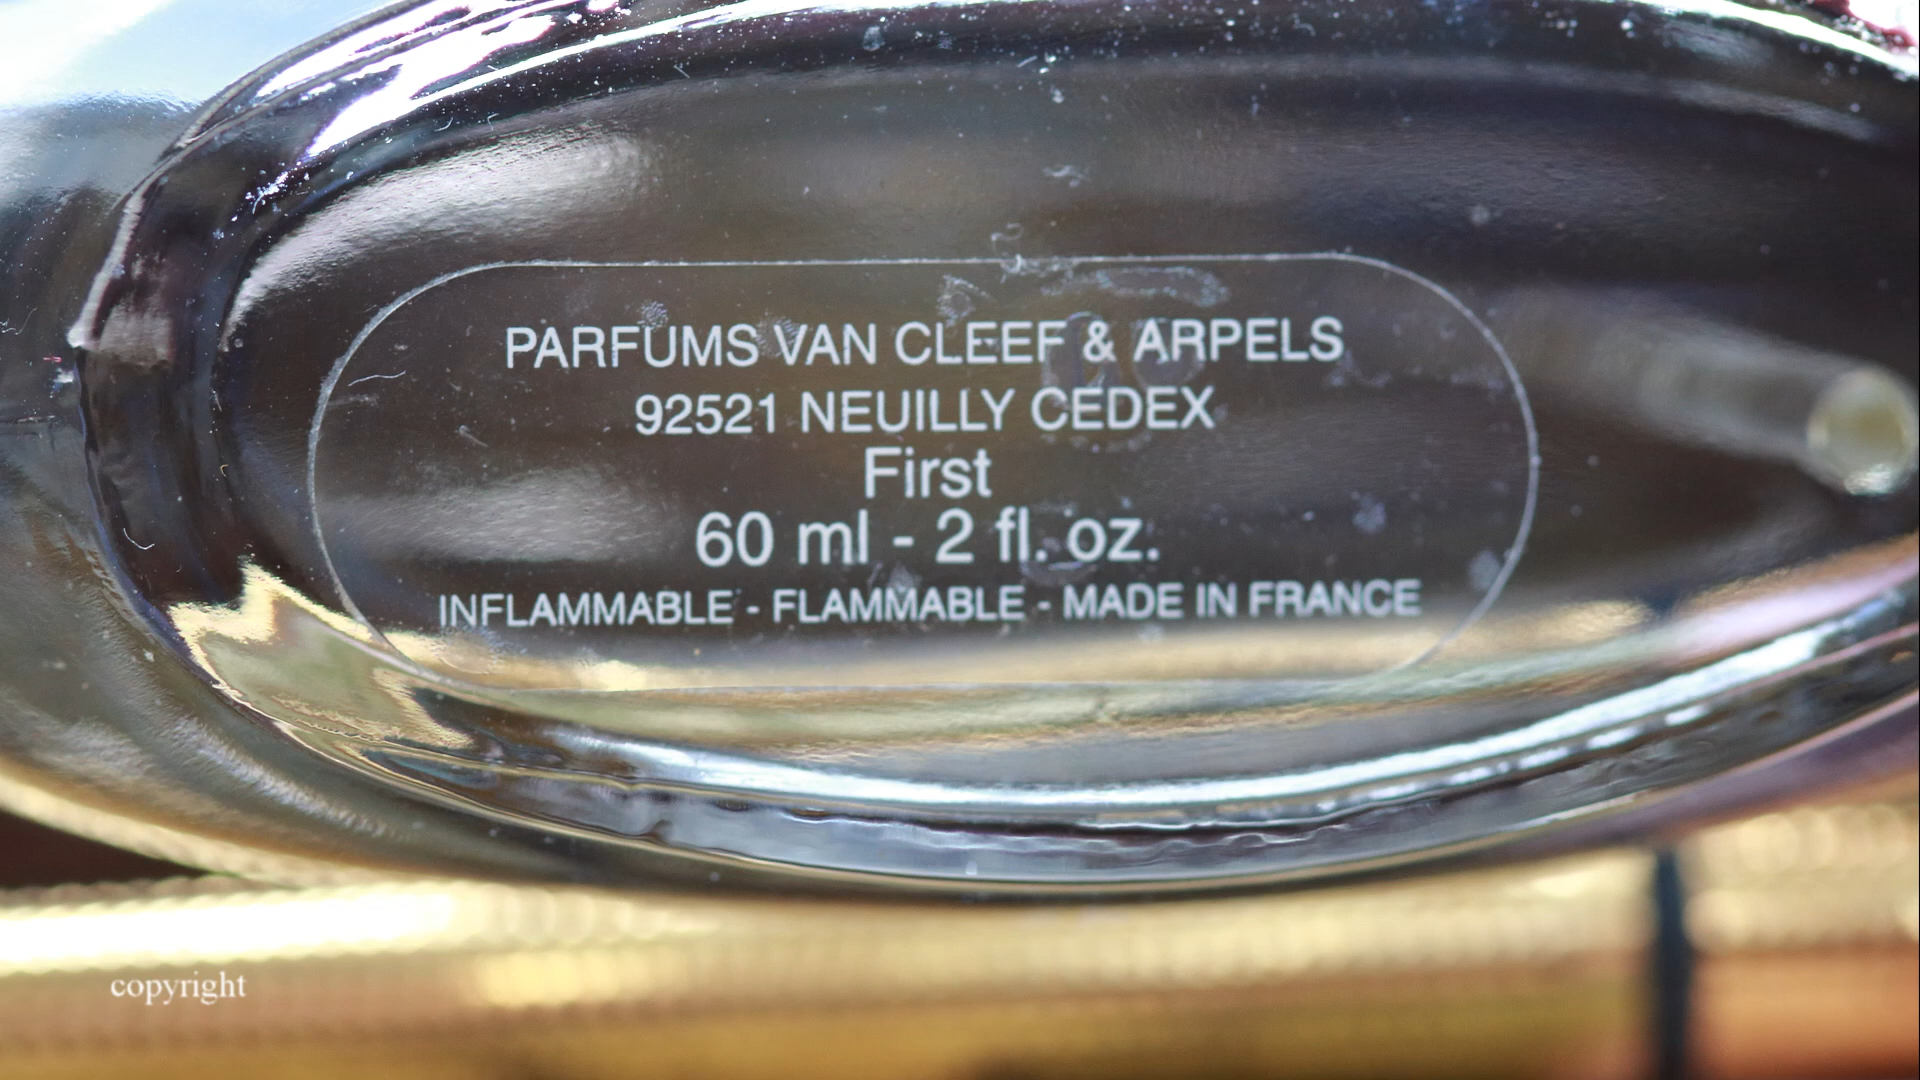 PARFUMS VAN CLEEF & ARPELS
92521 NEUILLY CEDEX
First
60 ml - 2 fl. oz.
INFLAMMABLE - FLAMMABLE - MADE IN FRANCE
copyright